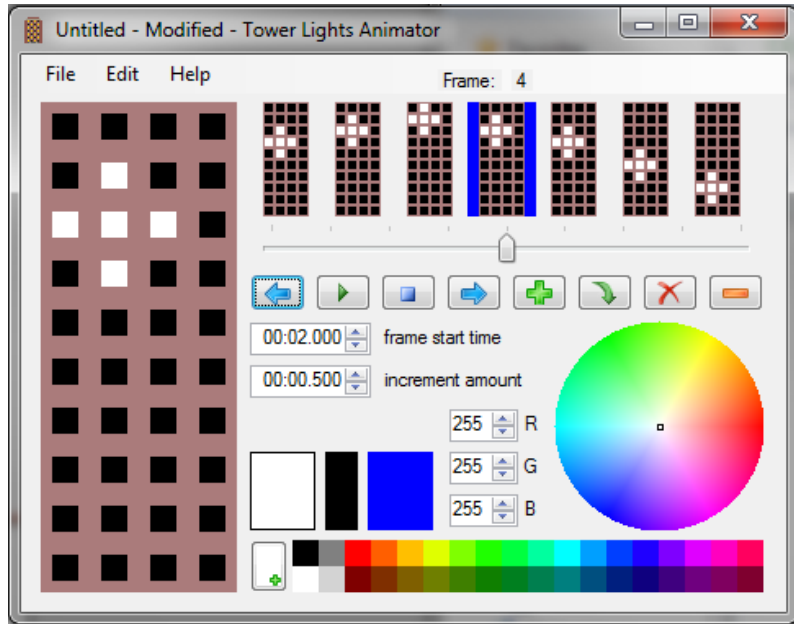 Untitled - Modified - Tower Lights Animator
File Edit Help
Frame: 4
00:02.000 frame start time
00:00.500 increment amount
255 R
255 G
255 B